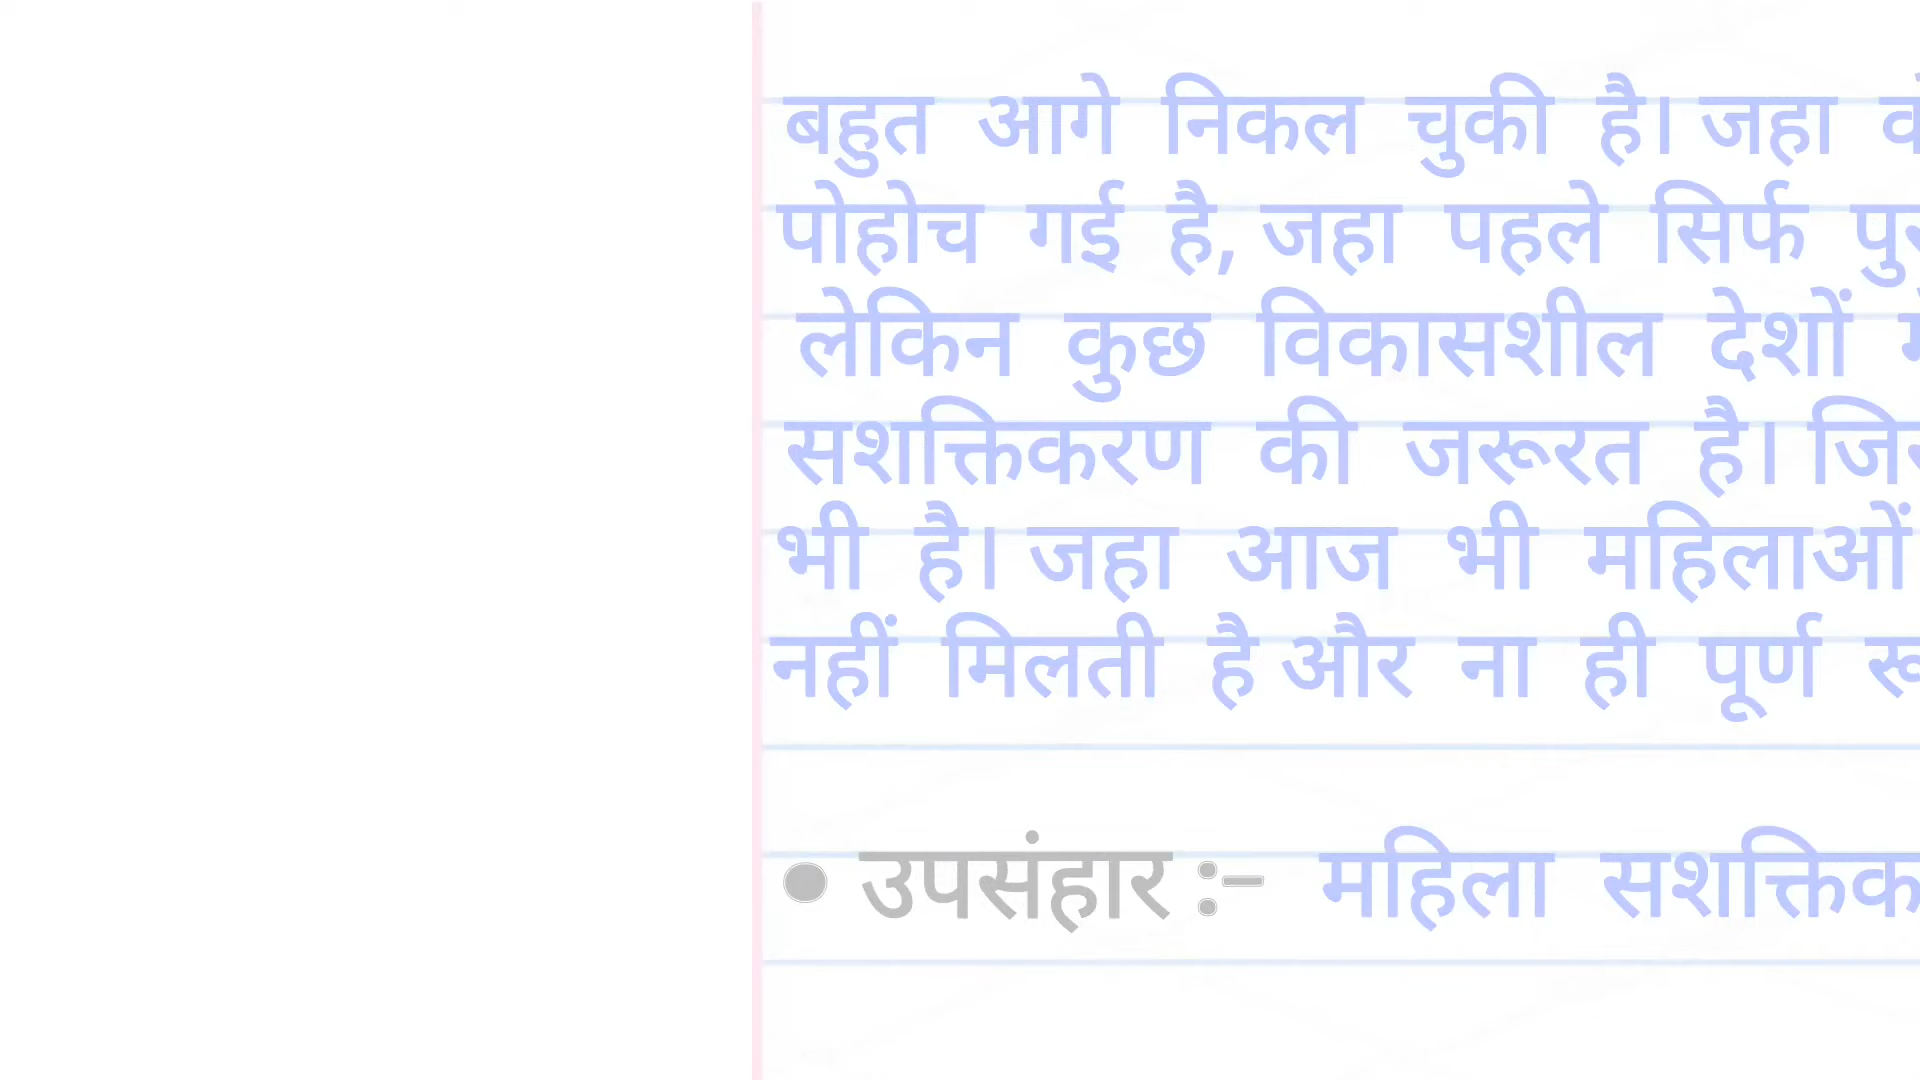 बहुत आगे निकल चुकी है। जहा
पोहोच गई है, जहा पहले सिर्फ
लेकिन कुछ विकासशील देशों
सशक्तिकरण की जरूरत है।
भी है। जहा आज भी महिलाओं
नहीं मिलती है और ना ही पूर्ण
• उपसंहार :- महिला